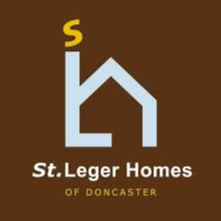 S
St. Leger Homes
OF DONCASTER